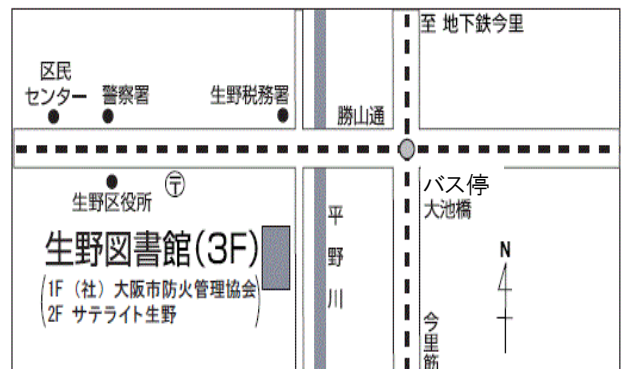 至 地下鉄今里
区民
センター
警察署
生野税務署
勝山通
生野区役所
〒
バス停
大池橋
生野図書館(3F)
1F (社) 大阪市防火管理協会
2F サテライト生野
平野川
N
今里筋